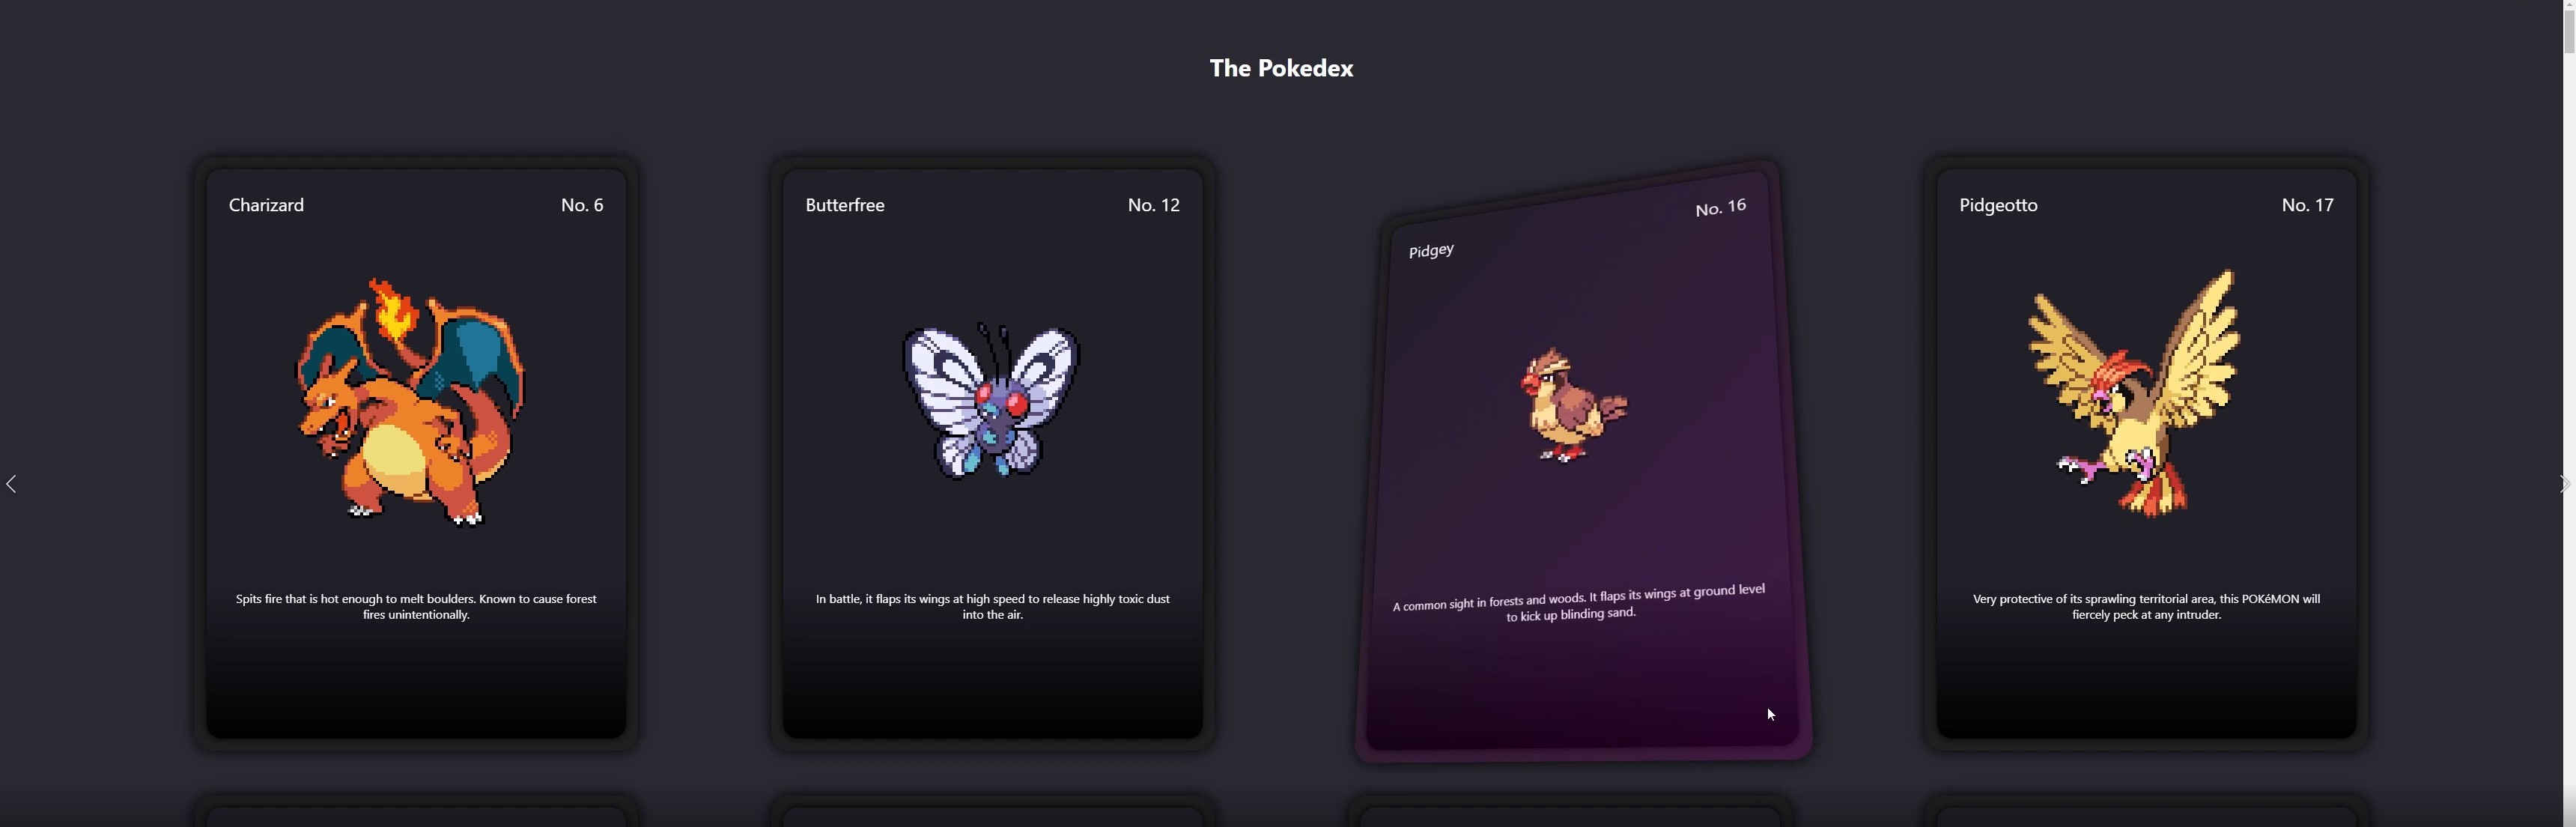 The Pokedex
Charizard No. 6
Spits fire that is hot enough to melt boulders. Known to cause forest
fires unintentionally.
Butterfree No. 12
In battle, it flaps its wings at high speed to release highly toxic dust
into the air.
Pidgey No. 16
A common sight in forests and woods. It flaps its wings at ground level
to kick up blinding sand.
Pidgeotto No. 17
Very protective of its sprawling territorial area, this POKéMON will
fiercely peck at any intruder.